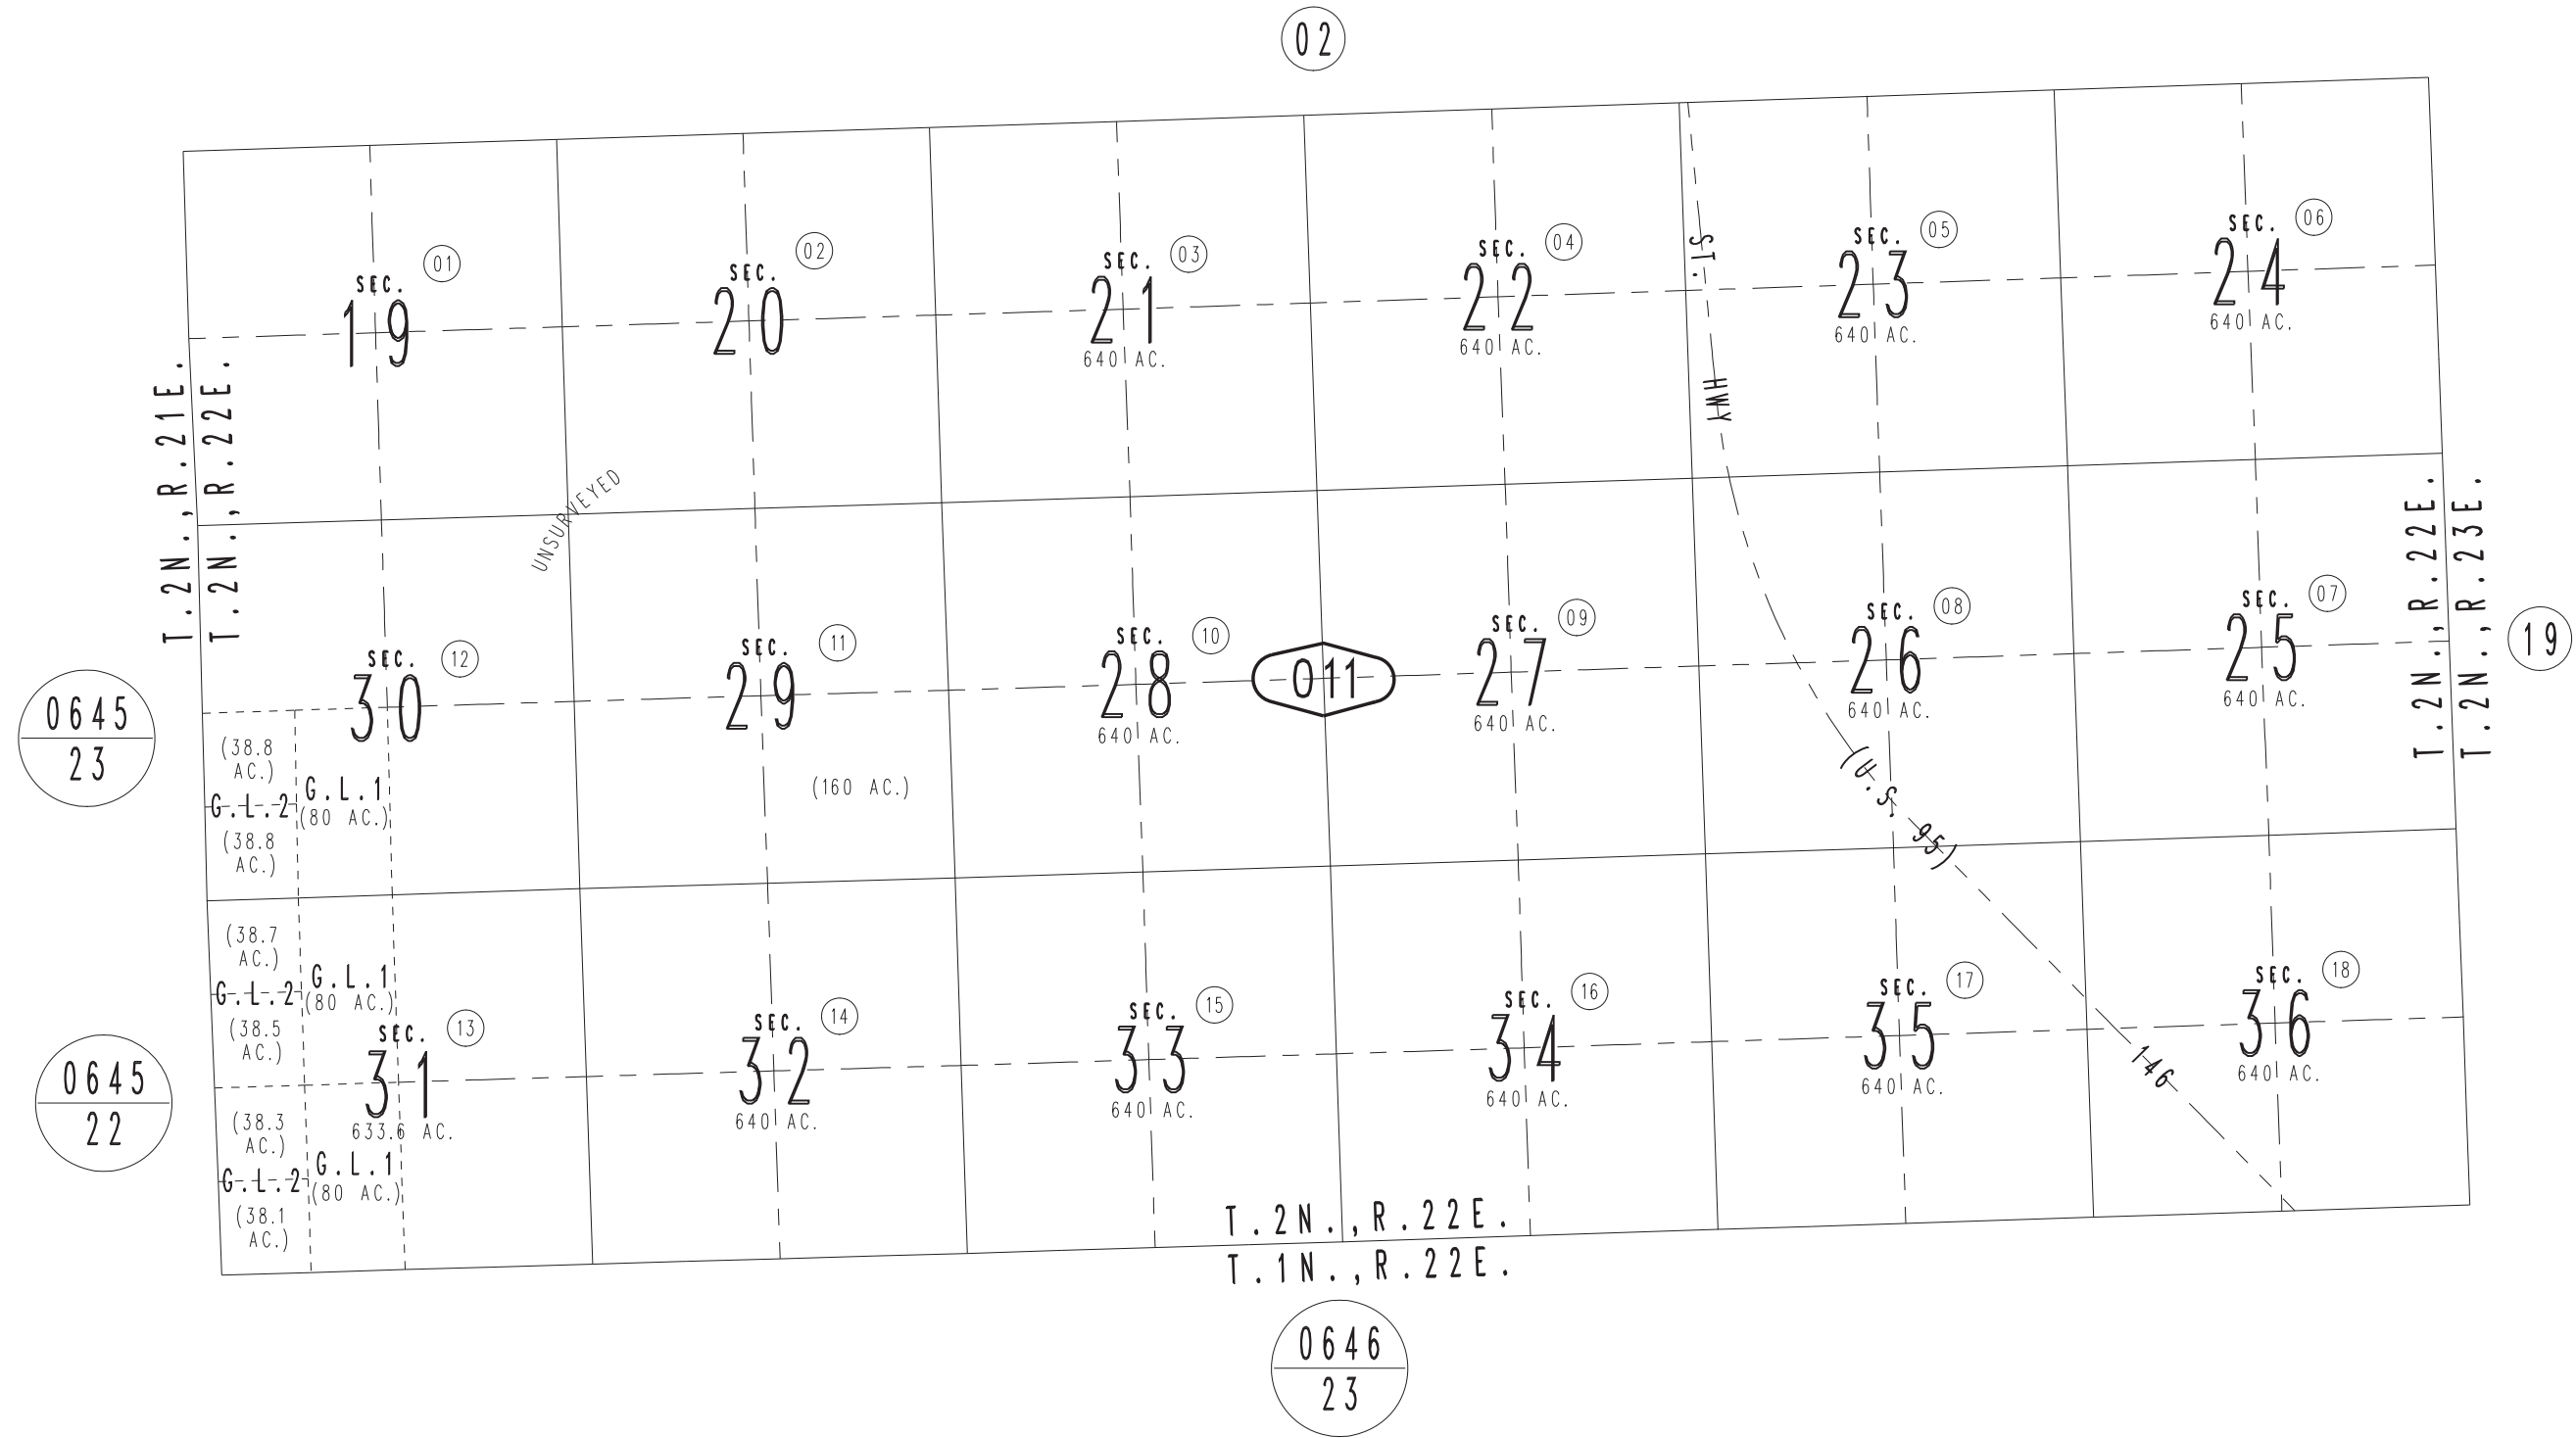 02
SEC. 01
19
SEC. 02
20
SEC. 03
21
640 AC.
SEC. 04
22
640 AC.
ST. HWY
SEC. 05
23
640 AC.
SEC. 06
24
640 AC.
T.2N.,R.21E.
T.2N.,R.22E.
UNSURVEYED
T.2N.,R.22E.
T.2N.,R.23E.
19
0645
23
SEC. 12
30
(38.8
AC.)
G.L.2
(38.8
AC.)
G.L.1
(80 AC.)
SEC. 11
29
(160 AC.)
SEC. 10
28
640 AC.
011
SEC. 09
27
640 AC.
SEC. 08
26
640 AC.
(U.S. 95)
SEC. 07
25
640 AC.
0645
22
(38.7
AC.)
G.L.2
(38.5
AC.)
G.L.1
(80 AC.)
SEC. 13
31
633.6 AC.
(38.3
AC.)
G.L.2
(38.1
AC.)
G.L.1
(80 AC.)
SEC. 14
32
640 AC.
SEC. 15
33
640 AC.
SEC. 16
34
640 AC.
SEC. 17
35
640 AC.
146
SEC. 18
36
640 AC.
T.2N.,R.22E.
T.1N.,R.22E.
0646
23